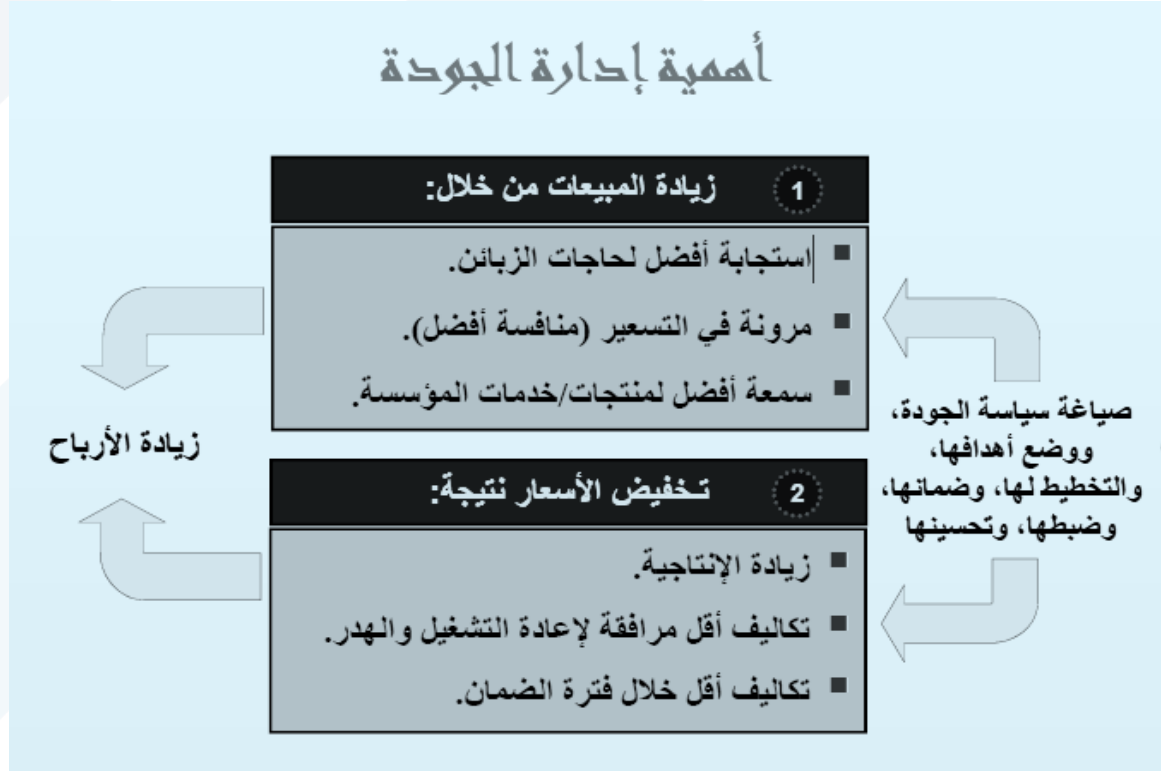 أهمية إدارة الجودة
1 زيادة المبيعات من خلال:
▪ استجابة أفضل لحاجات الزبائن.
▪ مرونة في التسعير (منافسة أفضل).
▪ سمعة أفضل لمنتجات/خدمات المؤسسة.
صياغة سياسة الجودة،
ووضع أهدافها،
والتخطيط لها، وضمانها،
وضبطها، وتحسينها
زيادة الأرباح
2 تخفيض الأسعار نتيجة:
▪ زيادة الإنتاجية.
▪ تكاليف أقل مرافقة لإعادة التشغيل والهدر.
▪ تكاليف أقل خلال فترة الضمان.